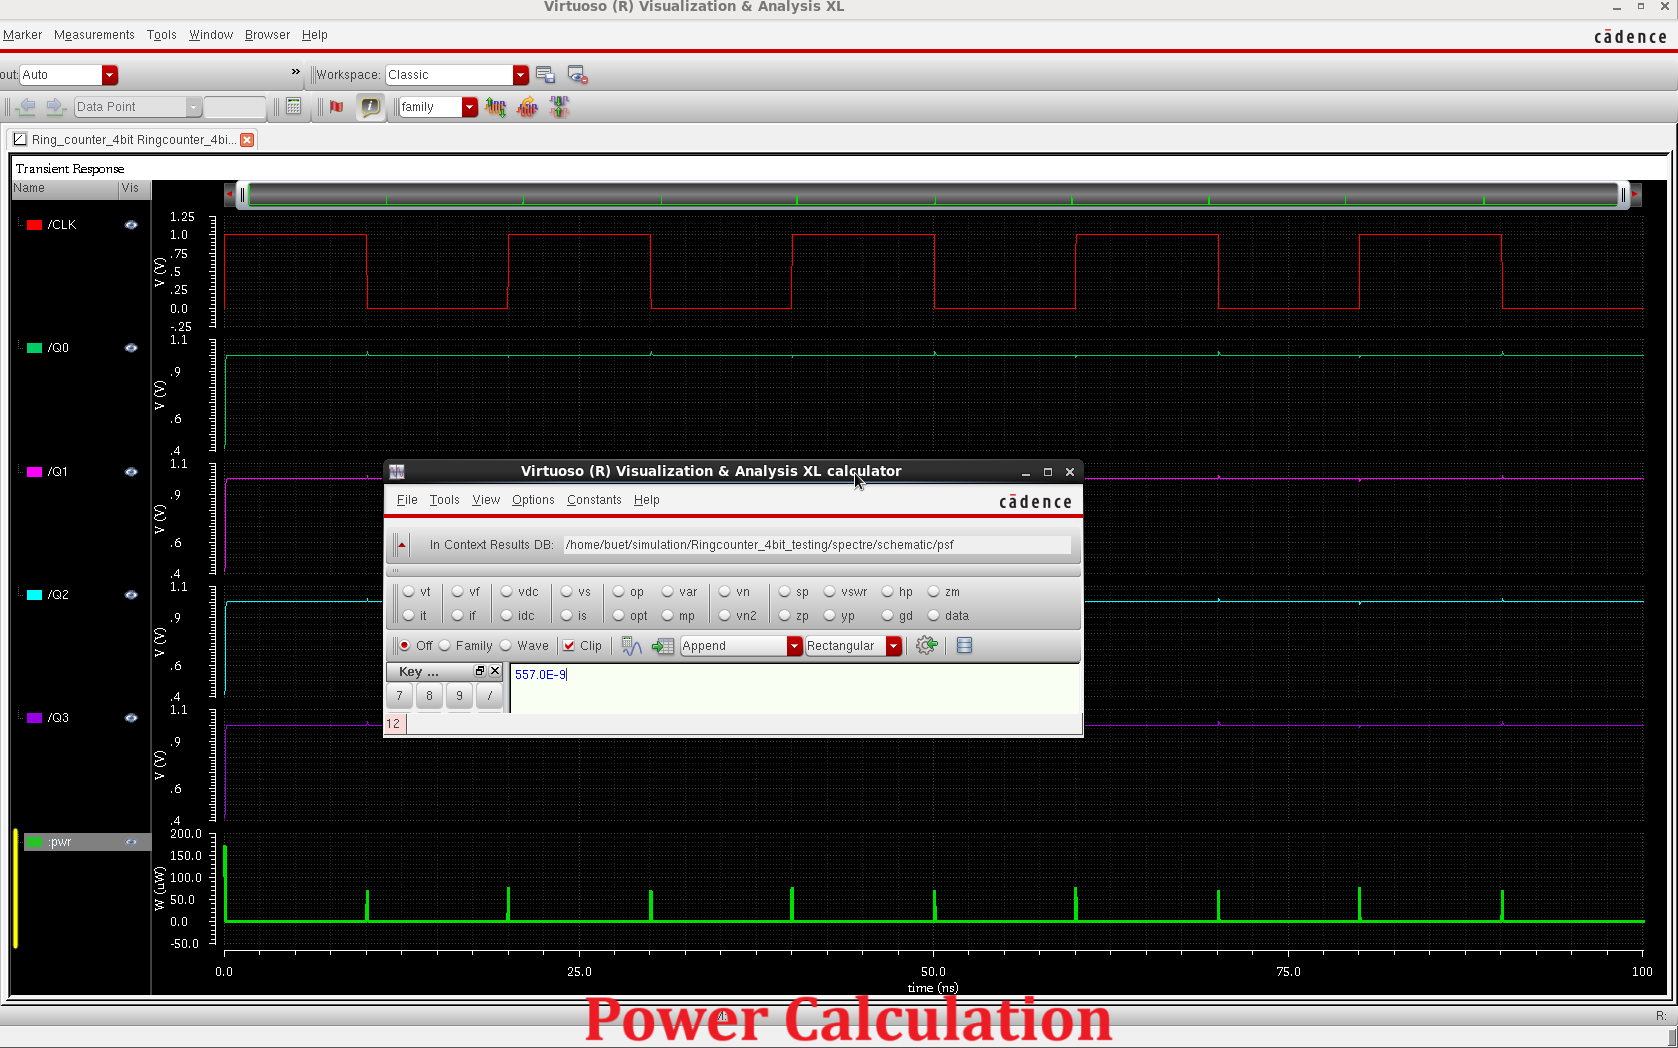 Virtuoso (R) Visualization & Analysis XL
Marker Measurements Tools Window Browser Help
cādence
out: Auto » Workspace: Classic
Data Point family
Ring_counter_4bit Ringcounter_4bi...
Transient Response
Name Vis
/CLK
1.25
1.0
.75
.5
.25
0.0
-.25
V (V)
/Q0
1.1
.9
.6
.4
V (V)
/Q1
1.1
.9
.6
.4
V (V)
/Q2
1.1
.9
.6
.4
V (V)
/Q3
1.1
.9
.6
.4
V (V)
:pwr
200.0
150.0
100.0
50.0
0.0
-50.0
W (uW)
0.0 25.0 50.0 75.0 100
time (ns)
Virtuoso (R) Visualization & Analysis XL calculator
File Tools View Options Constants Help
cādence
In Context Results DB: /home/buet/simulation/Ringcounter_4bit_testing/spectre/schematic/psf
vt vf vdc vs op var vn sp vswr hp zm
it if idc is opt mp vn2 zp yp gd data
Off Family Wave Clip Append Rectangular
Key ...
557.0E-9
7 8 9 /
12
R:
Power Calculation